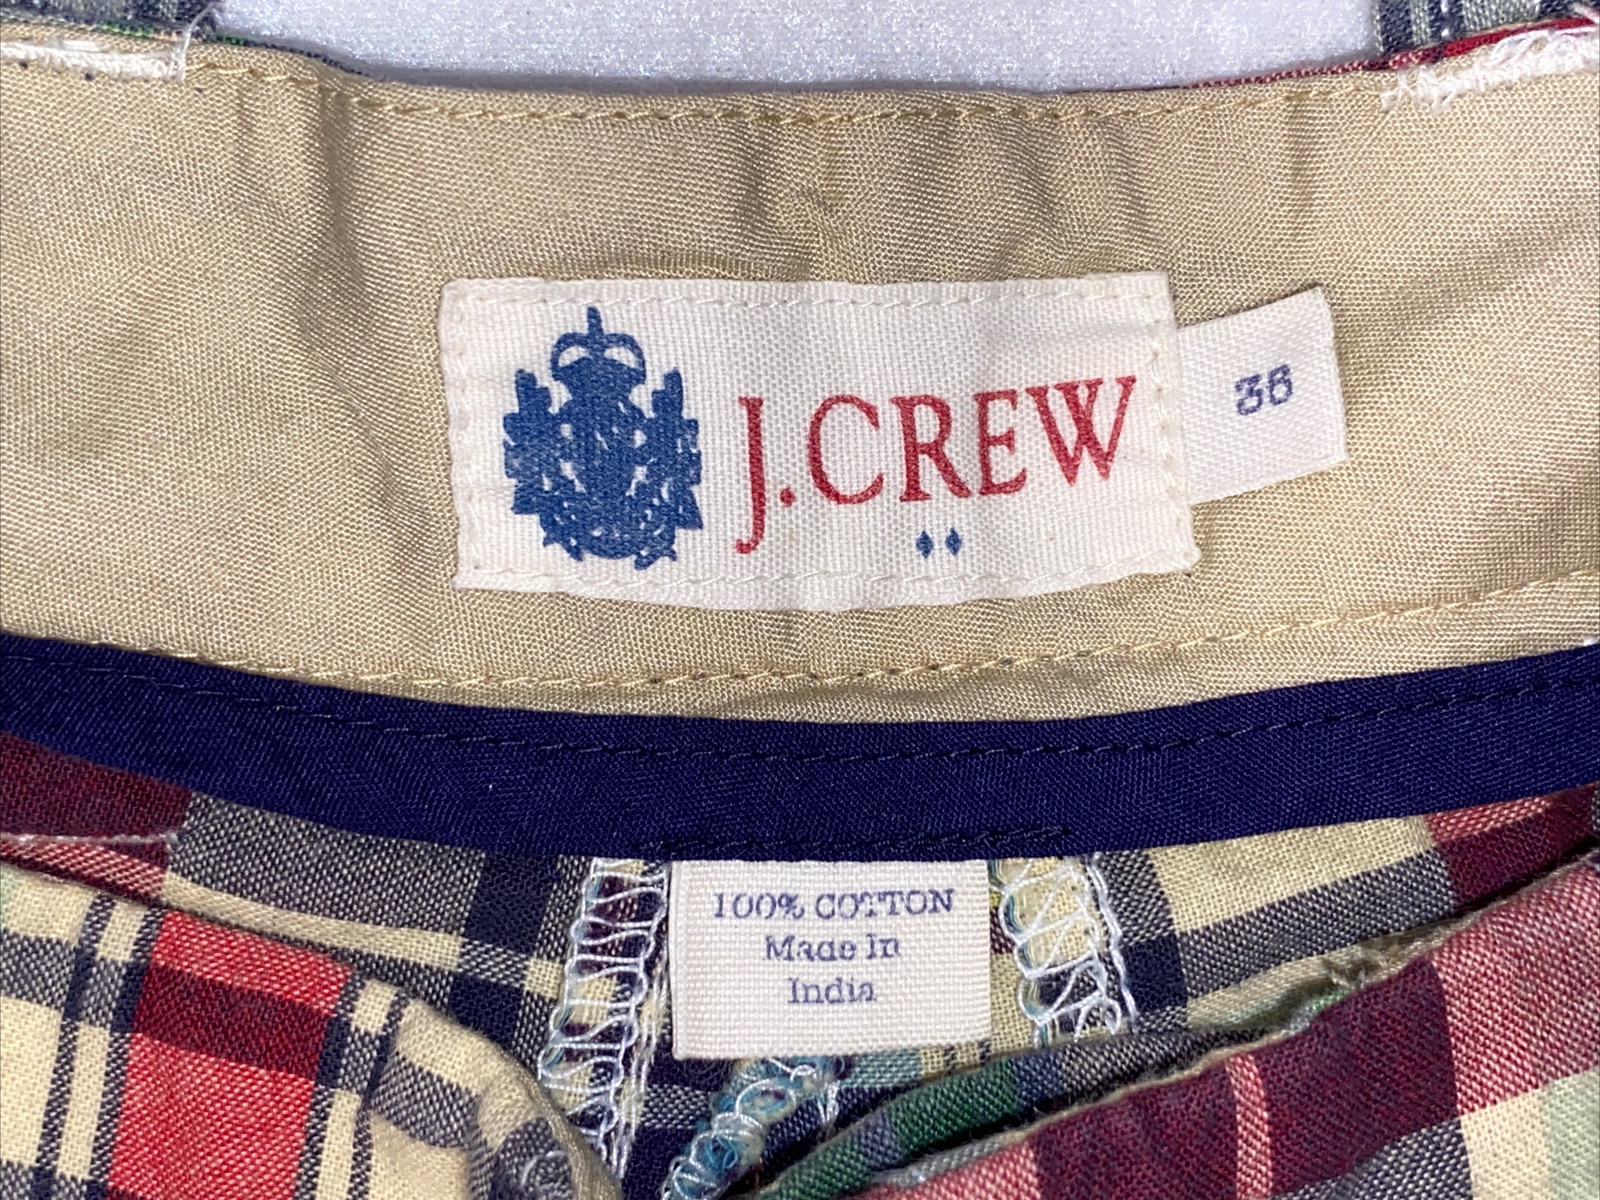 J.CREW
36
100% COTTON
Made In
India